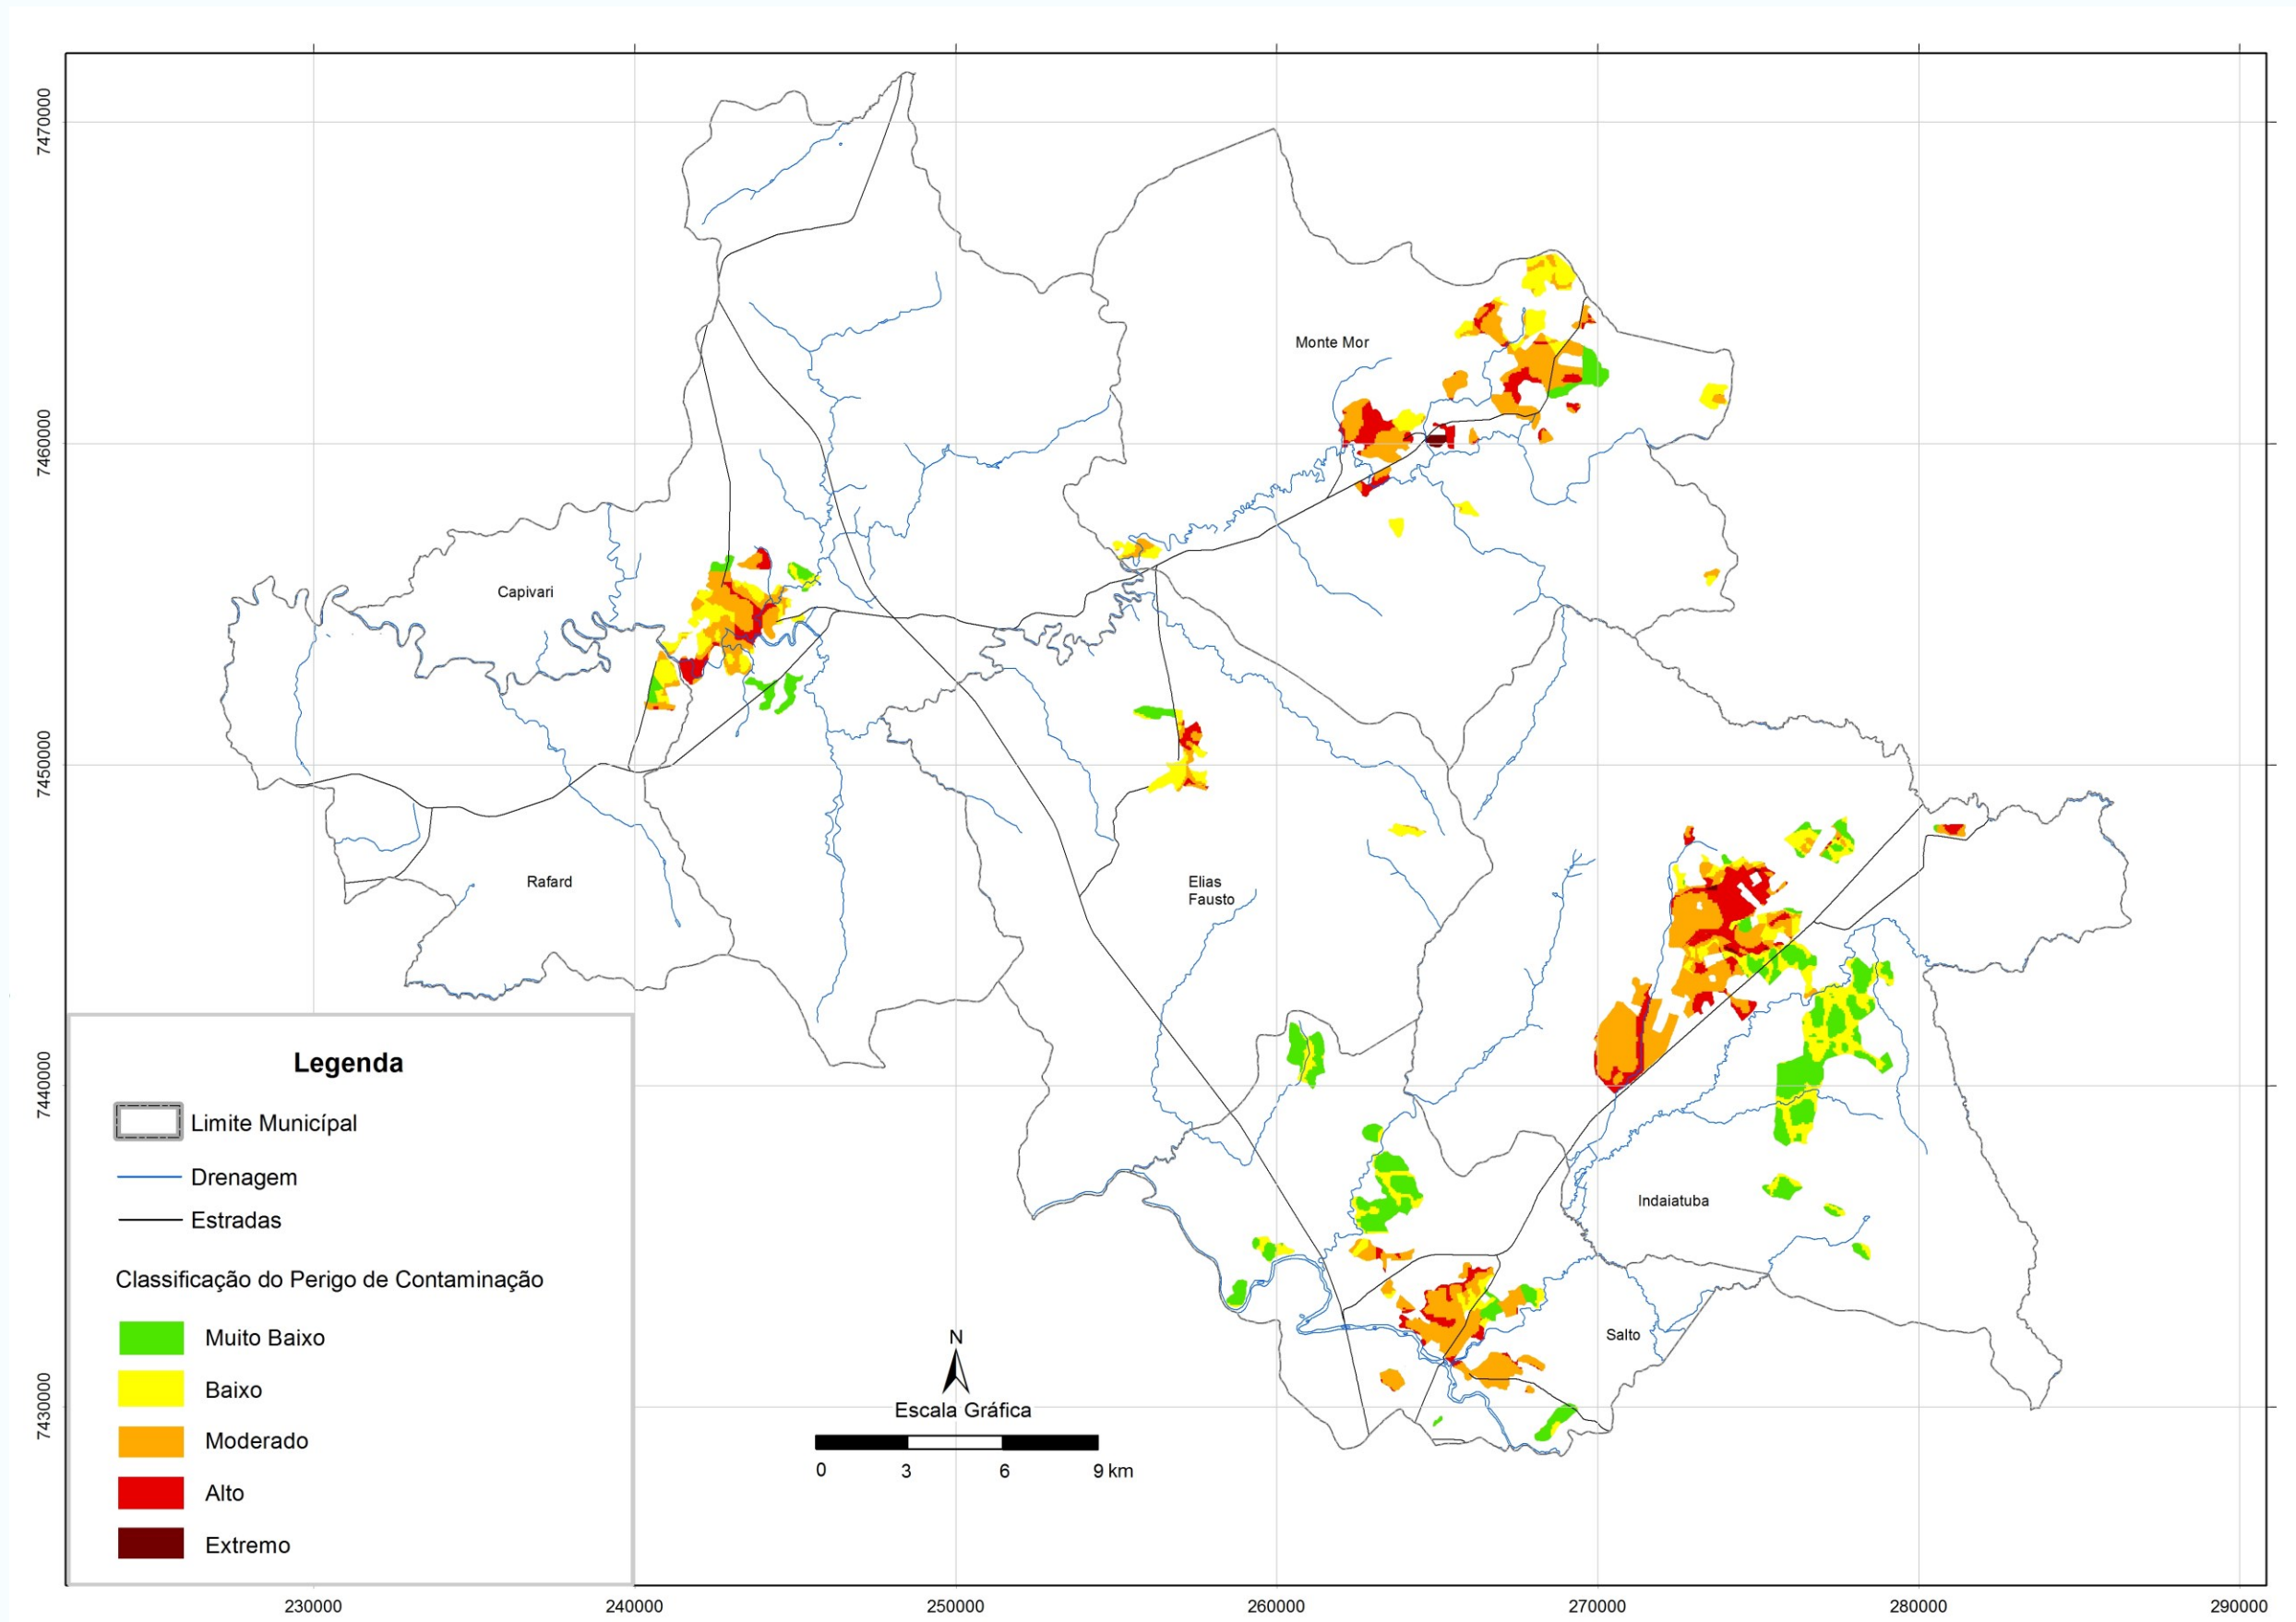 7470000
7460000
7450000
7440000
7430000
Monte Mor
Capivari
Rafard
Elias
Fausto
Indaiatuba
Salto
Legenda
Limite Municípal
Drenagem
Estradas
Classificação do Perigo de Contaminação
Muito Baixo
Baixo
Moderado
Alto
Extremo
N
Escala Gráfica
0 3 6 9 km
230000 240000 250000 260000 270000 280000 290000